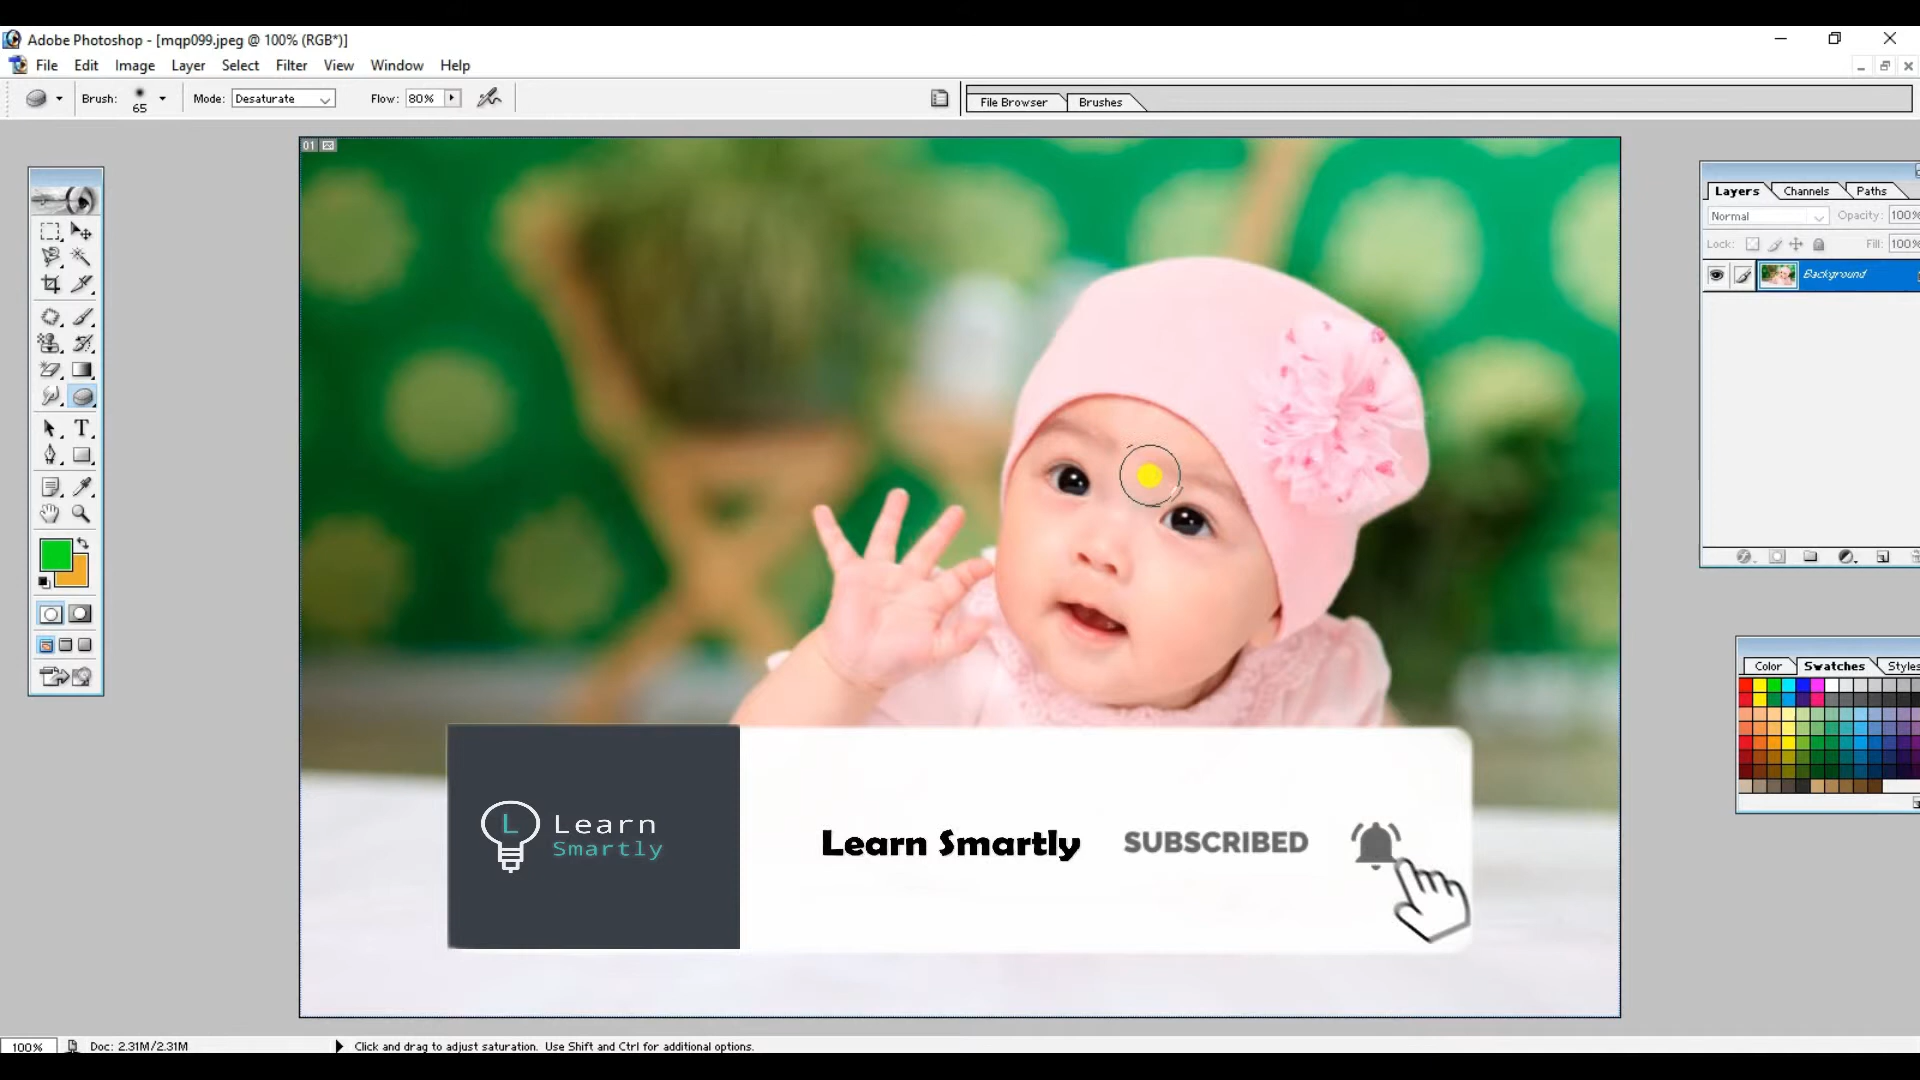 Adobe Photoshop - [mqp099.jpeg @ 100% (RGB*)]
File Edit Image Layer Select Filter View Window Help
Brush: 65 Mode: Desaturate Flow: 80% File Browser Brushes
01
Layers Channels Paths
Normal Opacity: 100%
Lock: Fill: 100%
Background
T
Color Swatches Styles
L Learn
Smartly
Learn Smartly SUBSCRIBED
100% Doc: 2.31M/2.31M Click and drag to adjust saturation. Use Shift and Ctrl for additional options.